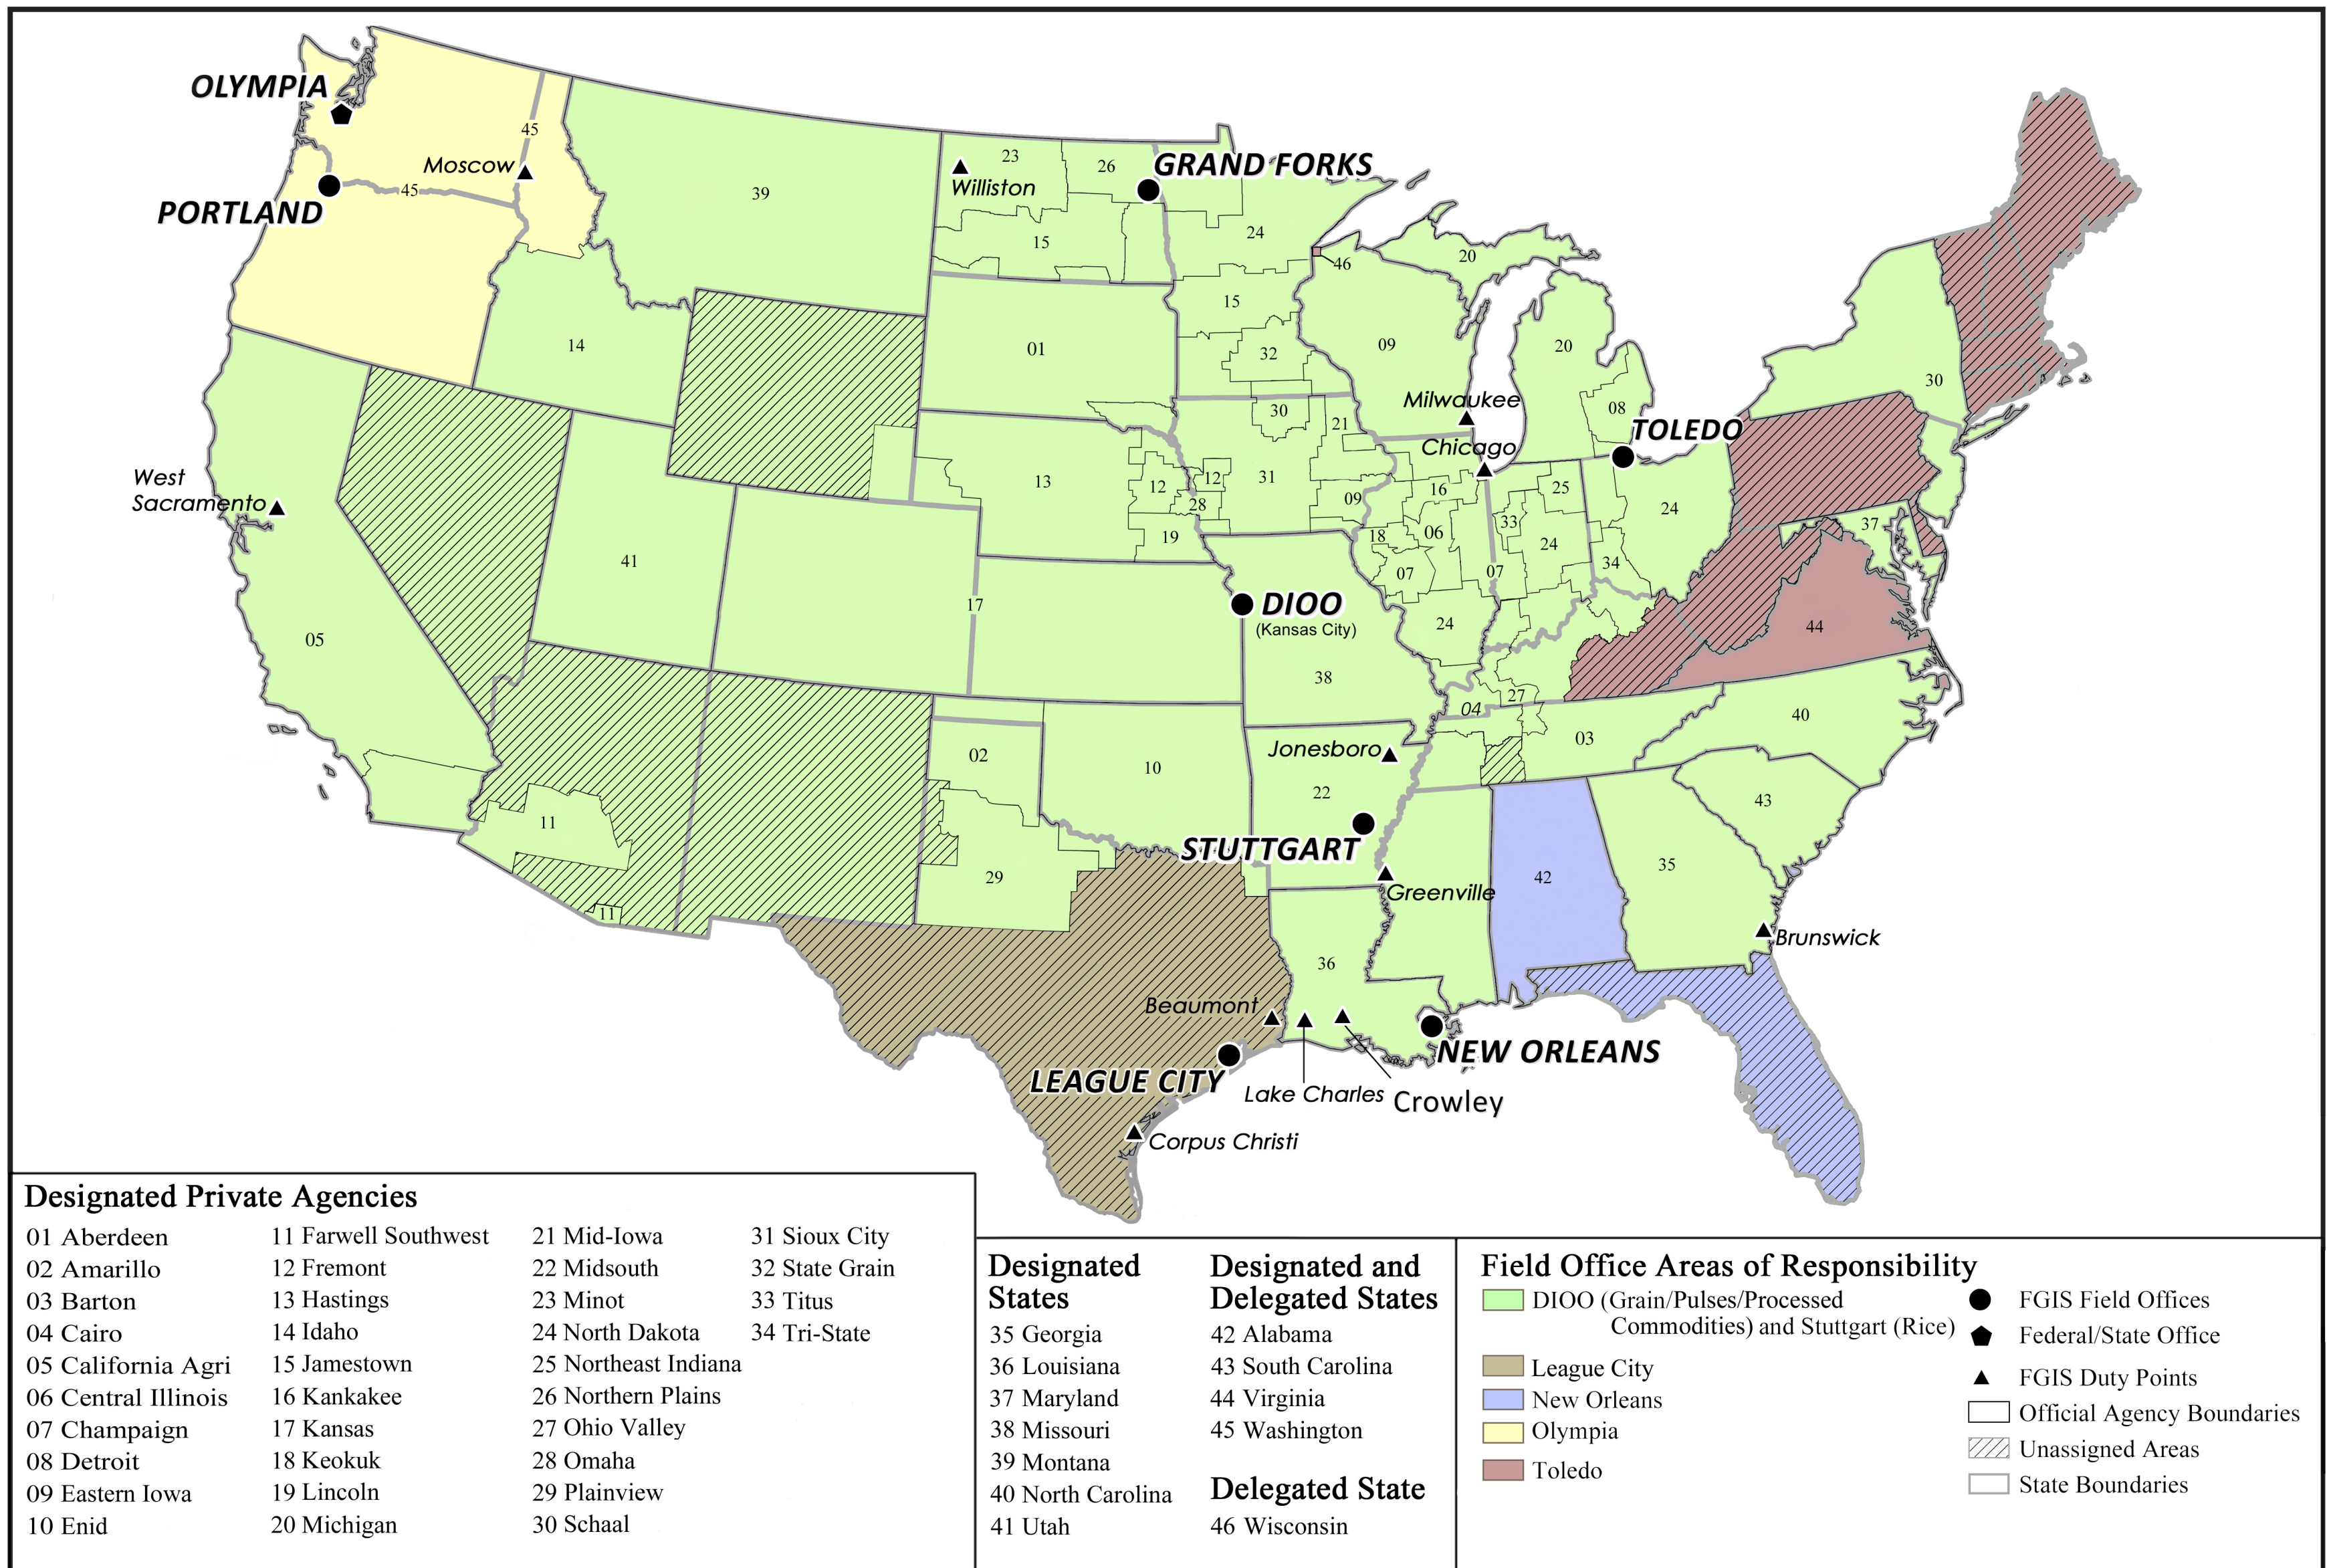 OLYMPIA
45
Moscow
45
PORTLAND
23
26
GRAND FORKS
Williston
39
15
24
46
20
15
14
01
32
09
20
30
30
21
Milwaukee
08
TOLEDO
Chicago
West
Sacramento
13
12
12
28
31
09
16
25
33
24
37
19
18
06
24
34
41
07
07
17
DIOO
(Kansas City)
24
44
05
38
27
04
40
03
02
Jonesboro
10
22
43
11
STUTTGART
29
42
35
Greenville
11
Brunswick
36
Beaumont
NEW ORLEANS
LEAGUE CITY
Lake Charles
Crowley
Corpus Christi
Designated Private Agencies
01 Aberdeen
02 Amarillo
03 Barton
04 Cairo
05 California Agri
06 Central Illinois
07 Champaign
08 Detroit
09 Eastern Iowa
10 Enid
11 Farwell Southwest
12 Fremont
13 Hastings
14 Idaho
15 Jamestown
16 Kankakee
17 Kansas
18 Keokuk
19 Lincoln
20 Michigan
21 Mid-Iowa
22 Midsouth
23 Minot
24 North Dakota
25 Northeast Indiana
26 Northern Plains
27 Ohio Valley
28 Omaha
29 Plainview
30 Schaal
31 Sioux City
32 State Grain
33 Titus
34 Tri-State
Designated
States
35 Georgia
36 Louisiana
37 Maryland
38 Missouri
39 Montana
40 North Carolina
41 Utah
Designated and
Delegated States
42 Alabama
43 South Carolina
44 Virginia
45 Washington
Delegated State
46 Wisconsin
Field Office Areas of Responsibility
DIOO (Grain/Pulses/Processed
Commodities) and Stuttgart (Rice)
League City
New Orleans
Olympia
Toledo
FGIS Field Offices
Federal/State Office
FGIS Duty Points
Official Agency Boundaries
Unassigned Areas
State Boundaries